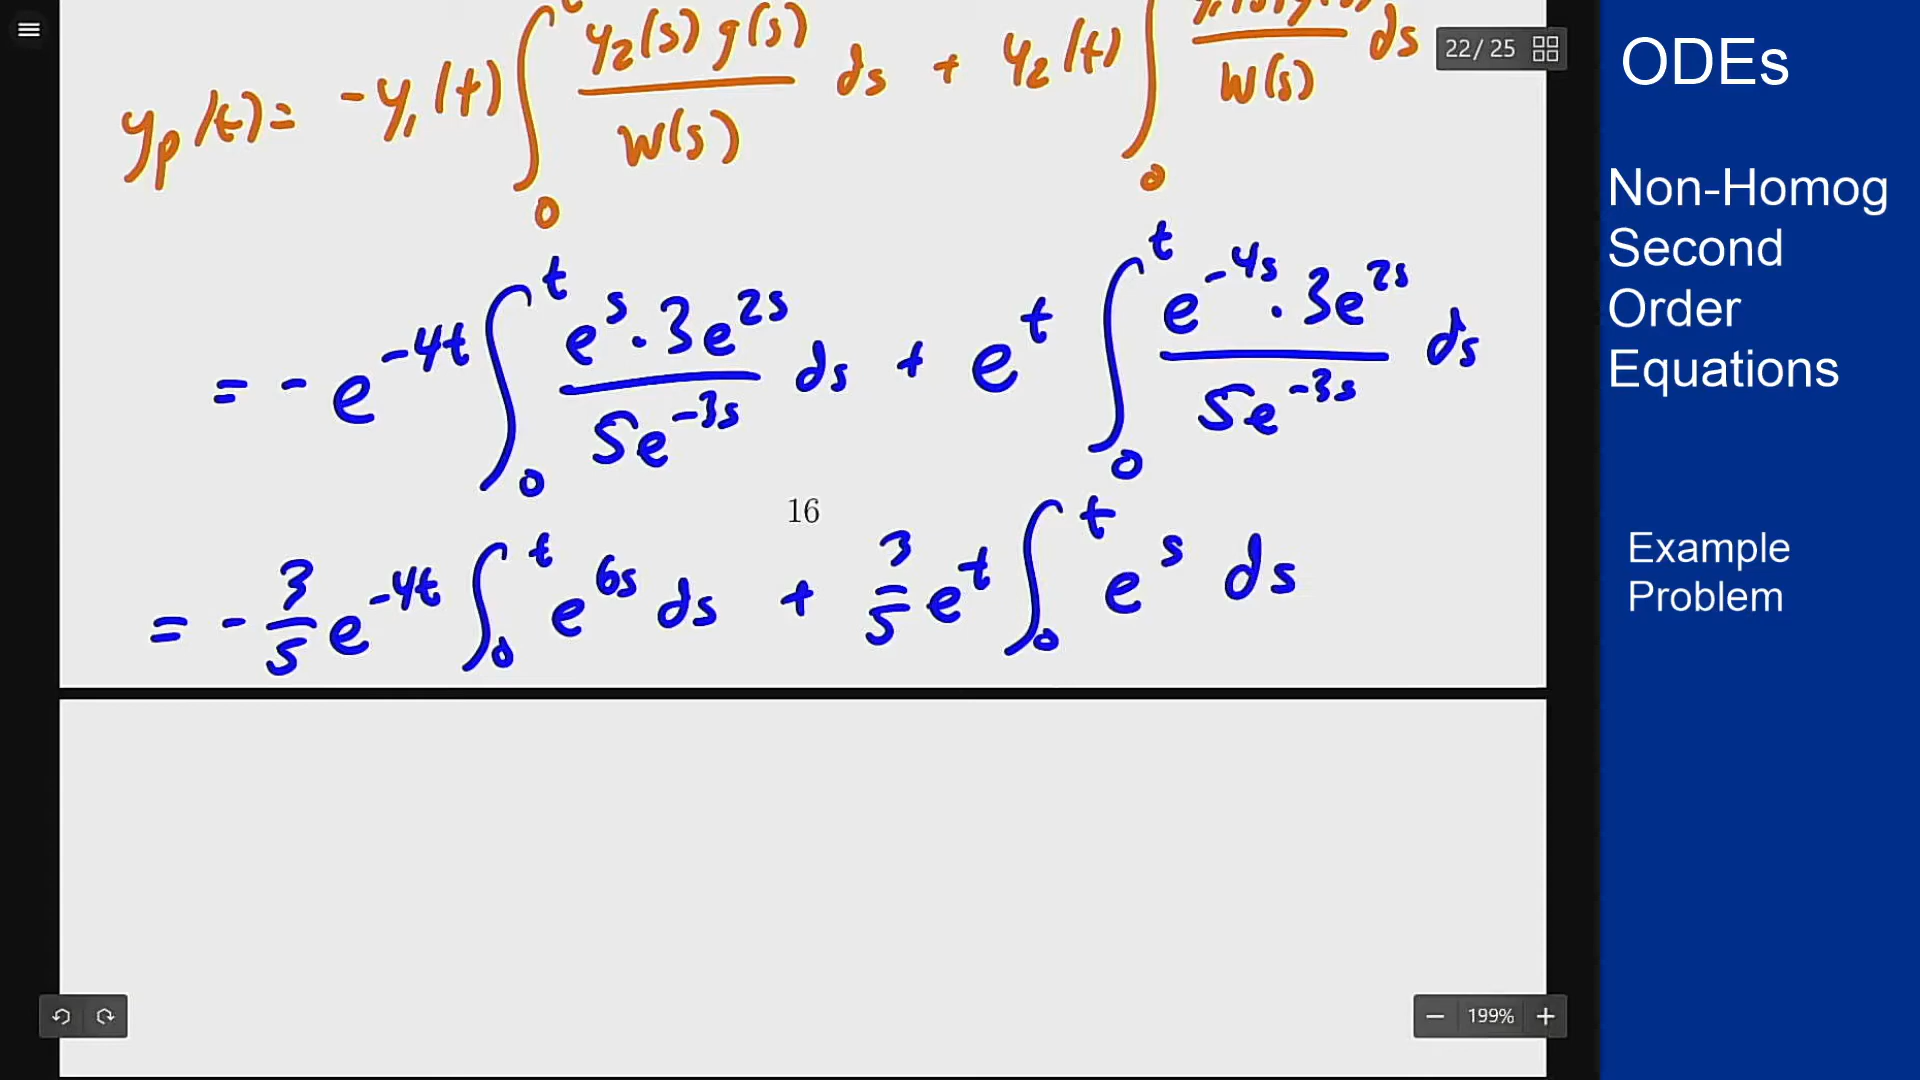 y_p(t) = -y_1(t) ∫_0^t y_2(s) g(s) / W(s) ds + y_2(t) ∫_0 y_1(s) g(s) / W(s) ds
22 / 25
= - e^{-4t} ∫_0^t e^s · 3e^{2s} / 5e^{-3s} ds + e^t ∫_0^t e^{-4s} · 3e^{2s} / 5e^{-3s} ds
16
= - 3/5 e^{-4t} ∫_0^t e^{6s} ds + 3/5 e^t ∫_0^t e^s ds
199%
ODEs
Non-Homog
Second
Order
Equations
Example
Problem